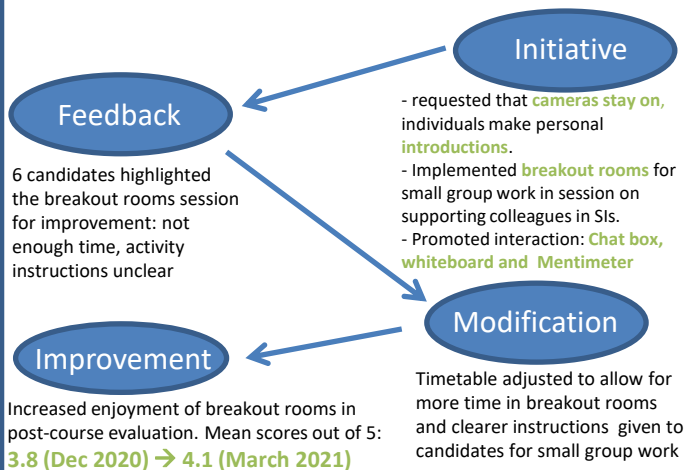 Initiative
- requested that cameras stay on,
individuals make personal
introductions.
- Implemented breakout rooms for
small group work in session on
supporting colleagues in SIs.
- Promoted interaction: Chat box,
whiteboard and Mentimeter
Feedback
6 candidates highlighted
the breakout rooms session
for improvement: not
enough time, activity
instructions unclear
Modification
Timetable adjusted to allow for
more time in breakout rooms
and clearer instructions given to
candidates for small group work
Improvement
Increased enjoyment of breakout rooms in
post-course evaluation. Mean scores out of 5:
3.8 (Dec 2020) → 4.1 (March 2021)